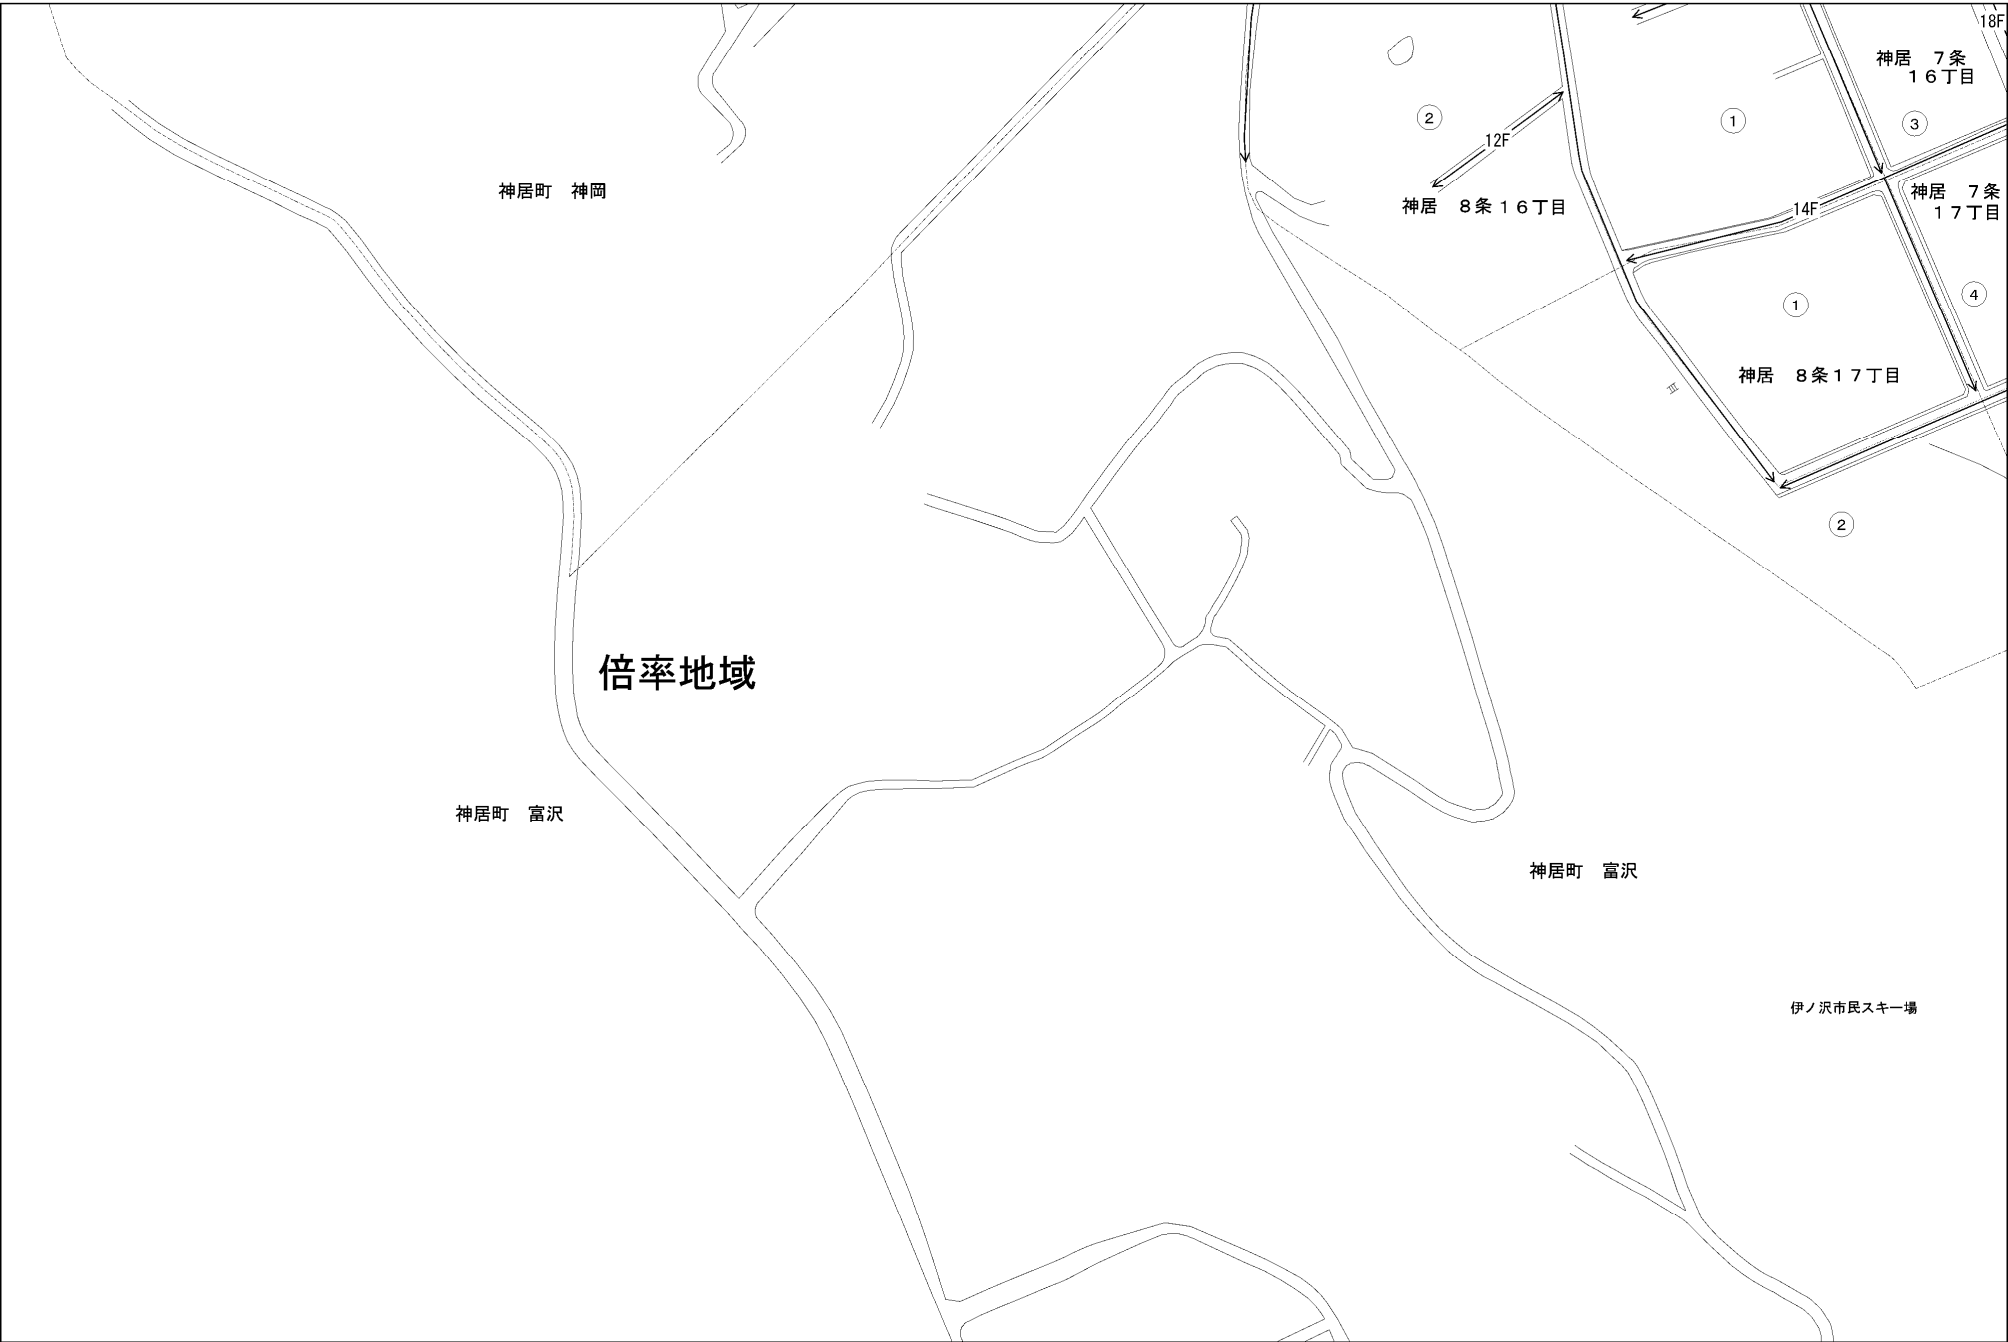 18F
神居　７条
１６丁目
②
①
③
12F
神居町　神岡
神居　７条
１７丁目
神居　８条１６丁目
14F
④
①
神居　８条１７丁目
②
倍率地域
神居町　富沢
神居町　富沢
伊ノ沢市民スキー場